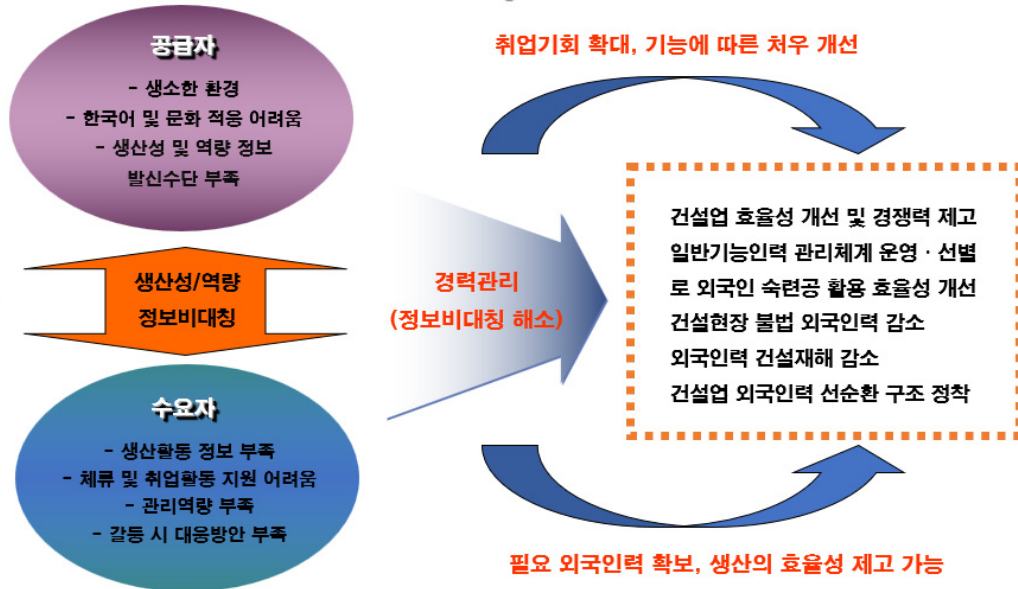 공급자
- 생소한 환경
- 한국어 및 문화 적응 어려움
- 생산성 및 역량 정보
발신수단 부족
생산성/역량
정보비대칭
수요자
- 생산활동 정보 부족
- 체류 및 취업활동 지원 어려움
- 관리역량 부족
- 갈등 시 대응방안 부족
취업기회 확대, 기능에 따른 처우 개선
경력관리
(정보비대칭 해소)
건설업 효율성 개선 및 경쟁력 제고
일반기능인력 관리체계 운영·선별
로 외국인 숙련공 활용 효율성 개선
건설현장 불법 외국인력 감소
외국인력 건설재해 감소
건설업 외국인력 선순환 구조 정착
필요 외국인력 확보, 생산의 효율성 제고 가능